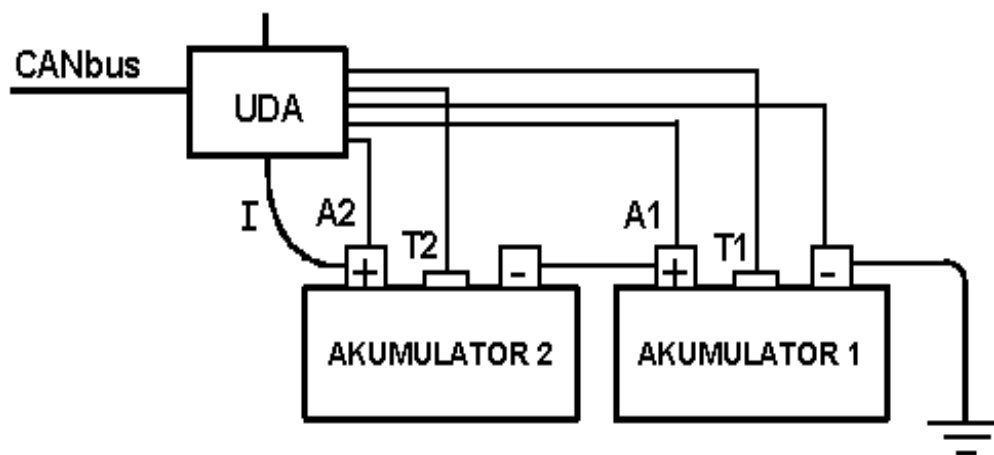 CANbus
UDA
I
A2
T2
A1
T1
+
-
+
-
AKUMULATOR 2
AKUMULATOR 1